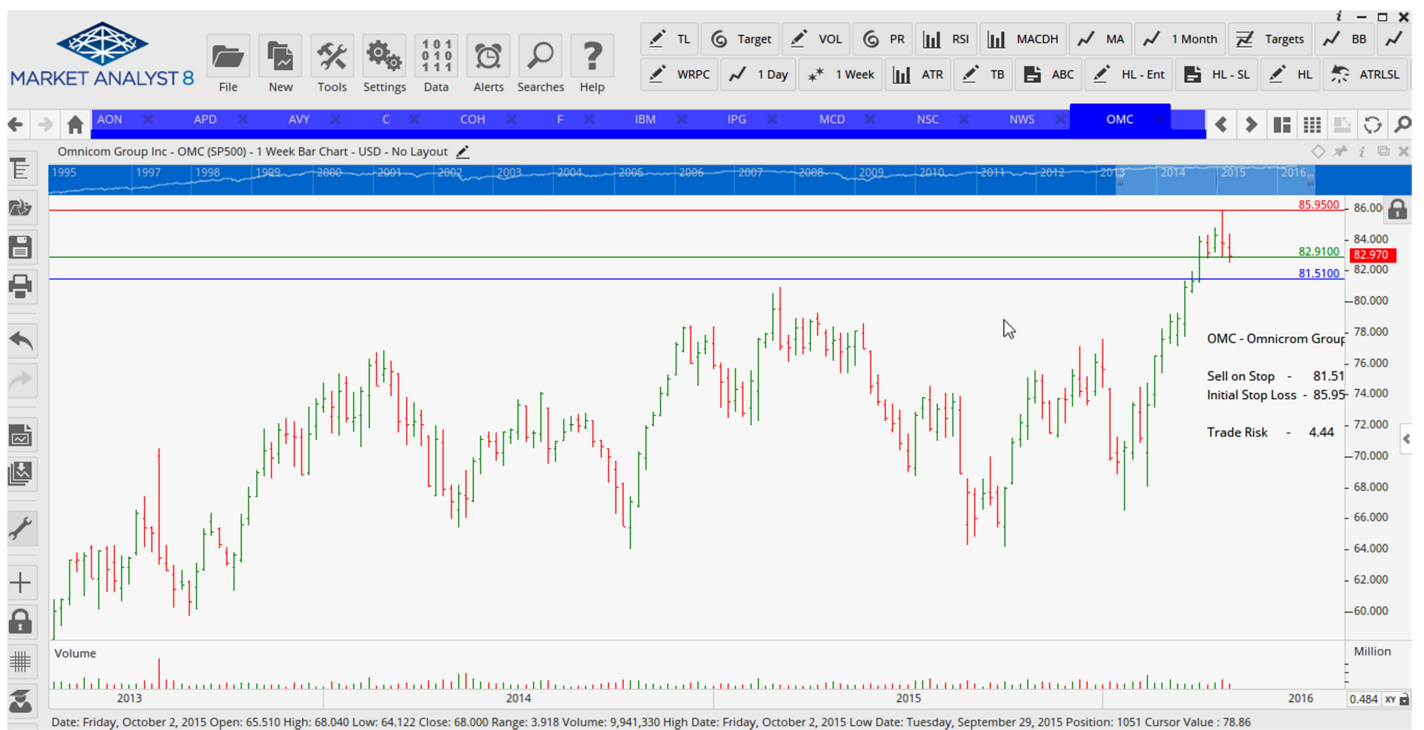 i
TL Target VOL PR RSI MACDH MA 1 Month Targets BB
MARKET ANALYST 8
101
010
111
File New Tools Settings Data Alerts Searches Help
WRPC 1 Day 1 Week ATR TB ABC HL - Ent HL - SL HL ATRLSL
AON APD AVY C COH F IBM IPG MCD NSC NWS OMC
Omnicom Group Inc - OMC (SP500) - 1 Week Bar Chart - USD - No Layout
1995 1997 1998 1999 2000 2001 2002 2003 2004 2005 2006 2007 2008 2009 2010 2011 2012 2013 2014 2015 2016
85.9500
86.00
84.000
82.9100
82.970
82.000
81.5100
80.000
78.000
OMC - Omnicrom Group
76.000
Sell on Stop - 81.51
74.000
Initial Stop Loss - 85.95
72.000
Trade Risk - 4.44
70.000
68.000
66.000
64.000
62.000
60.000
Volume
Million
2013 2014 2015 2016
0.484 XY
Date: Friday, October 2, 2015 Open: 65.510 High: 68.040 Low: 64.122 Close: 68.000 Range: 3.918 Volume: 9,941,330 High Date: Friday, October 2, 2015 Low Date: Tuesday, September 29, 2015 Position: 1051 Cursor Value : 78.86